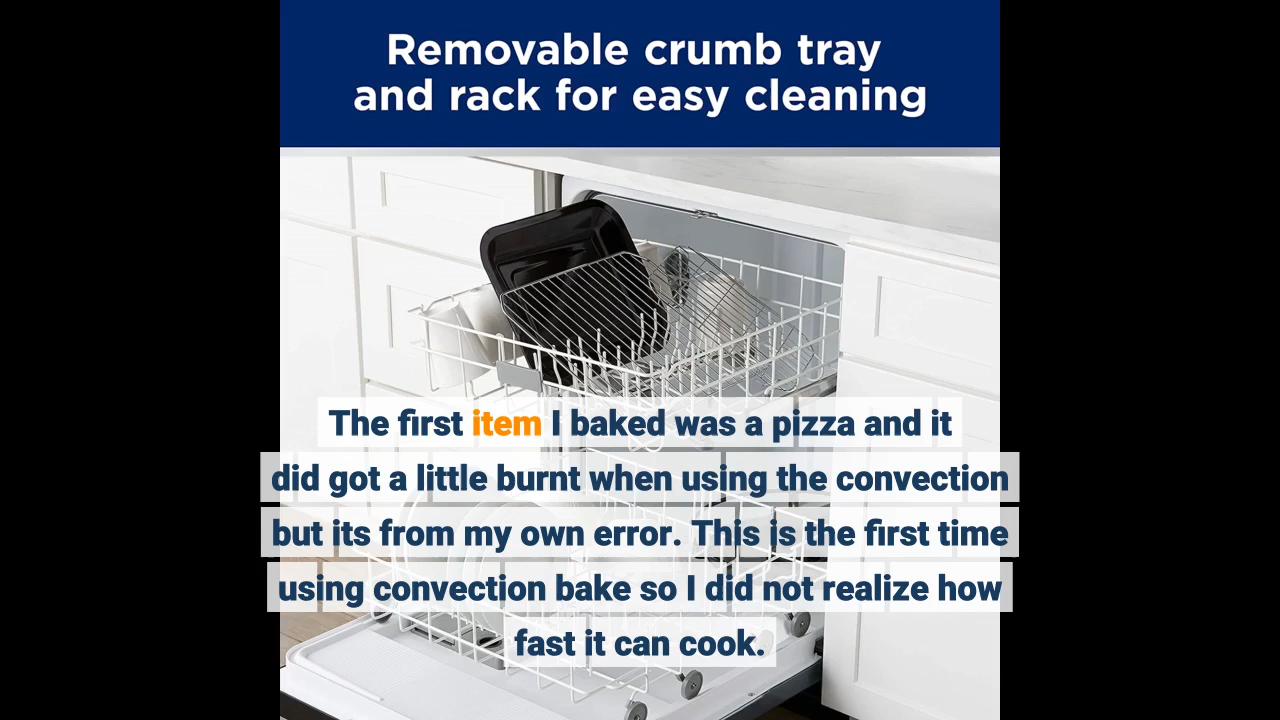 Removable crumb tray
and rack for easy cleaning
The first item I baked was a pizza and it
did got a little burnt when using the convection
but its from my own error. This is the first time
using convection bake so I did not realize how
fast it can cook.